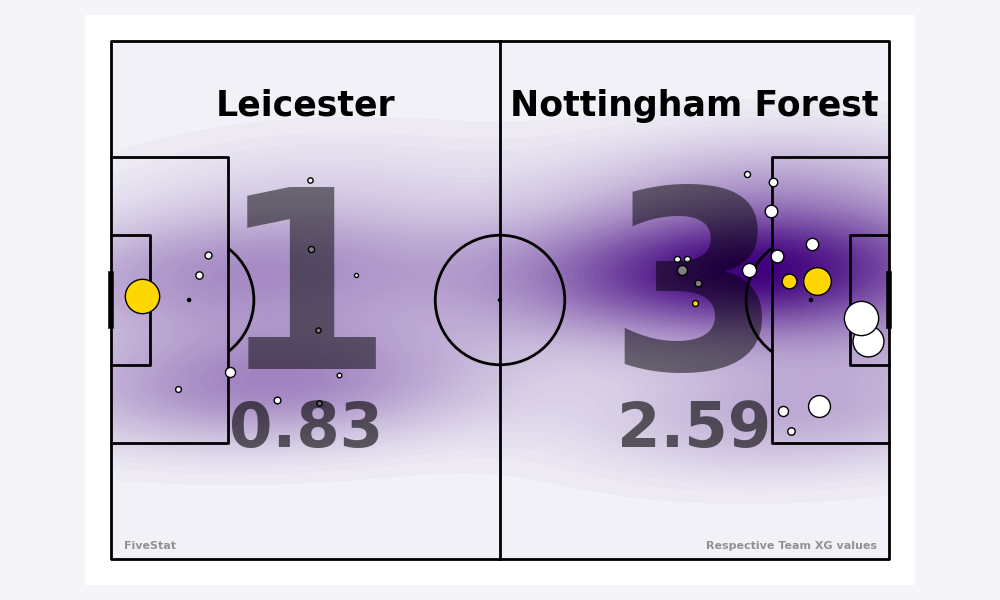 Leicester
Nottingham Forest
1
3
0.83
2.59
FiveStat
Respective Team XG values